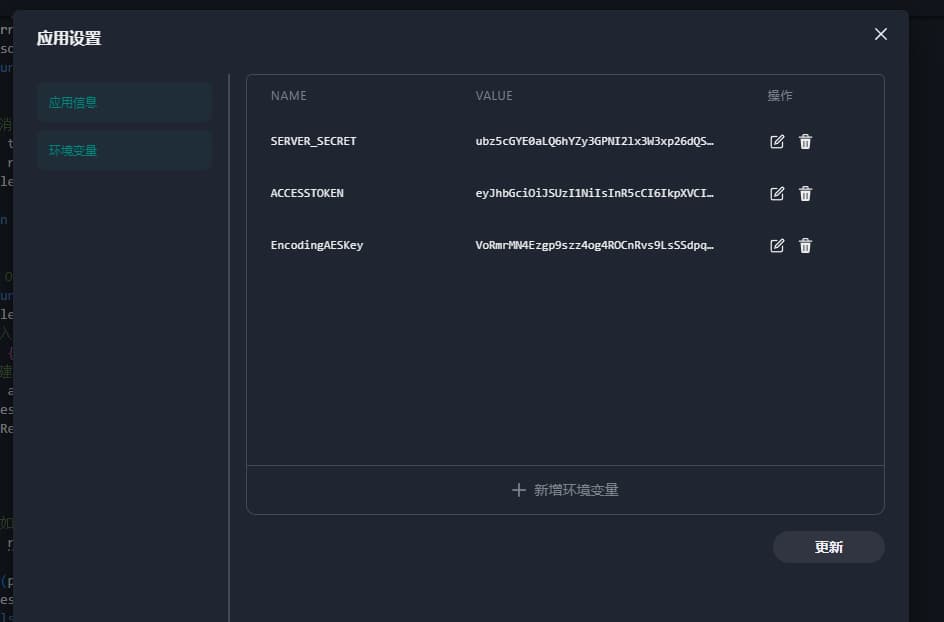 应用设置
应用信息
环境变量
NAME VALUE 操作
SERVER_SECRET ubz5cGYE0aLQ6hYZy3GPNI2lx3W3xp26dQS…
ACCESSTOKEN eyJhbGciOiJSUzI1NiIsInR5cCI6IkpXVCI…
EncodingAESKey VoRmrMN4Ezgp9szz4og4ROCnRvs9LsSSdpq…
新增环境变量
更新